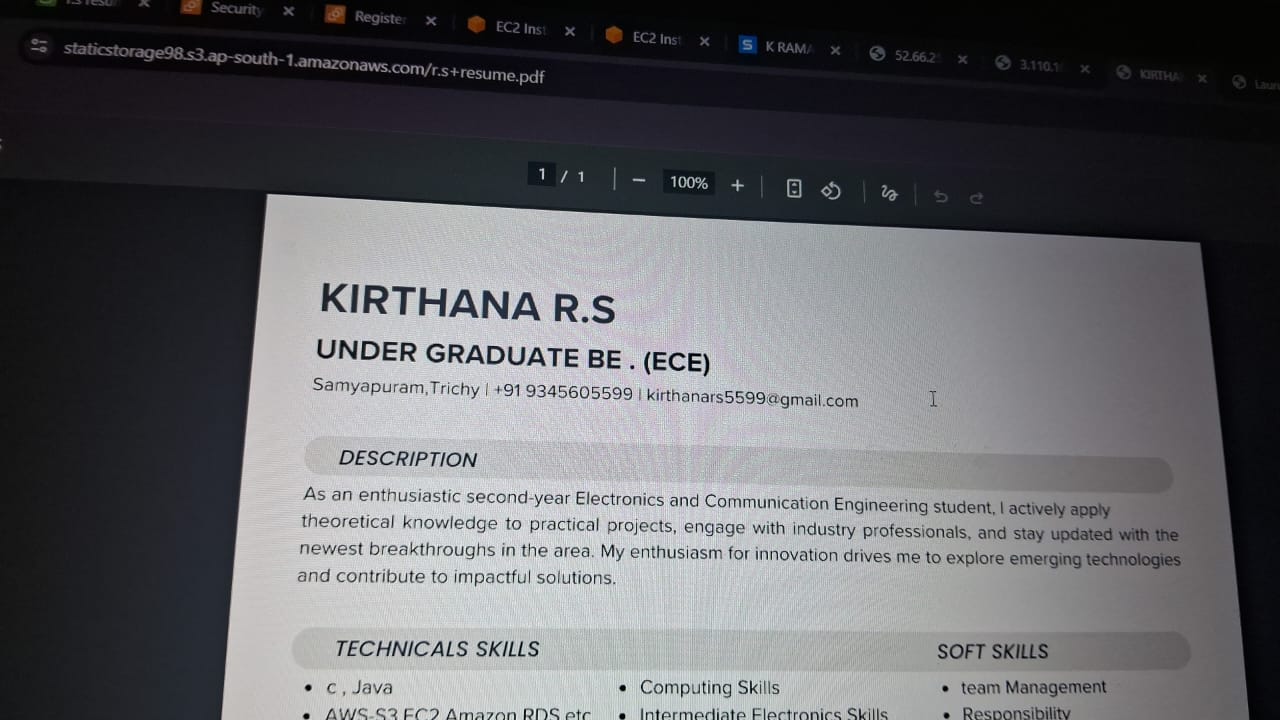 Security
Register
EC2 Inst
EC2 Inst
K RAMA
52.66.2
3.110.1
KIRTHA
staticstorage98.s3.ap-south-1.amazonaws.com/r.s+resume.pdf
1 / 1
100%
KIRTHANA R.S
UNDER GRADUATE BE . (ECE)
Samyapuram,Trichy | +91 9345605599 | kirthanars5599@gmail.com
DESCRIPTION
As an enthusiastic second-year Electronics and Communication Engineering student, I actively apply
theoretical knowledge to practical projects, engage with industry professionals, and stay updated with the
newest breakthroughs in the area. My enthusiasm for innovation drives me to explore emerging technologies
and contribute to impactful solutions.
TECHNICALS SKILLS
• c , Java
• AWS-S3,EC2,Amazon RDS etc
• Computing Skills
• Intermediate Electronics Skills
SOFT SKILLS
• team Management
• Responsibility